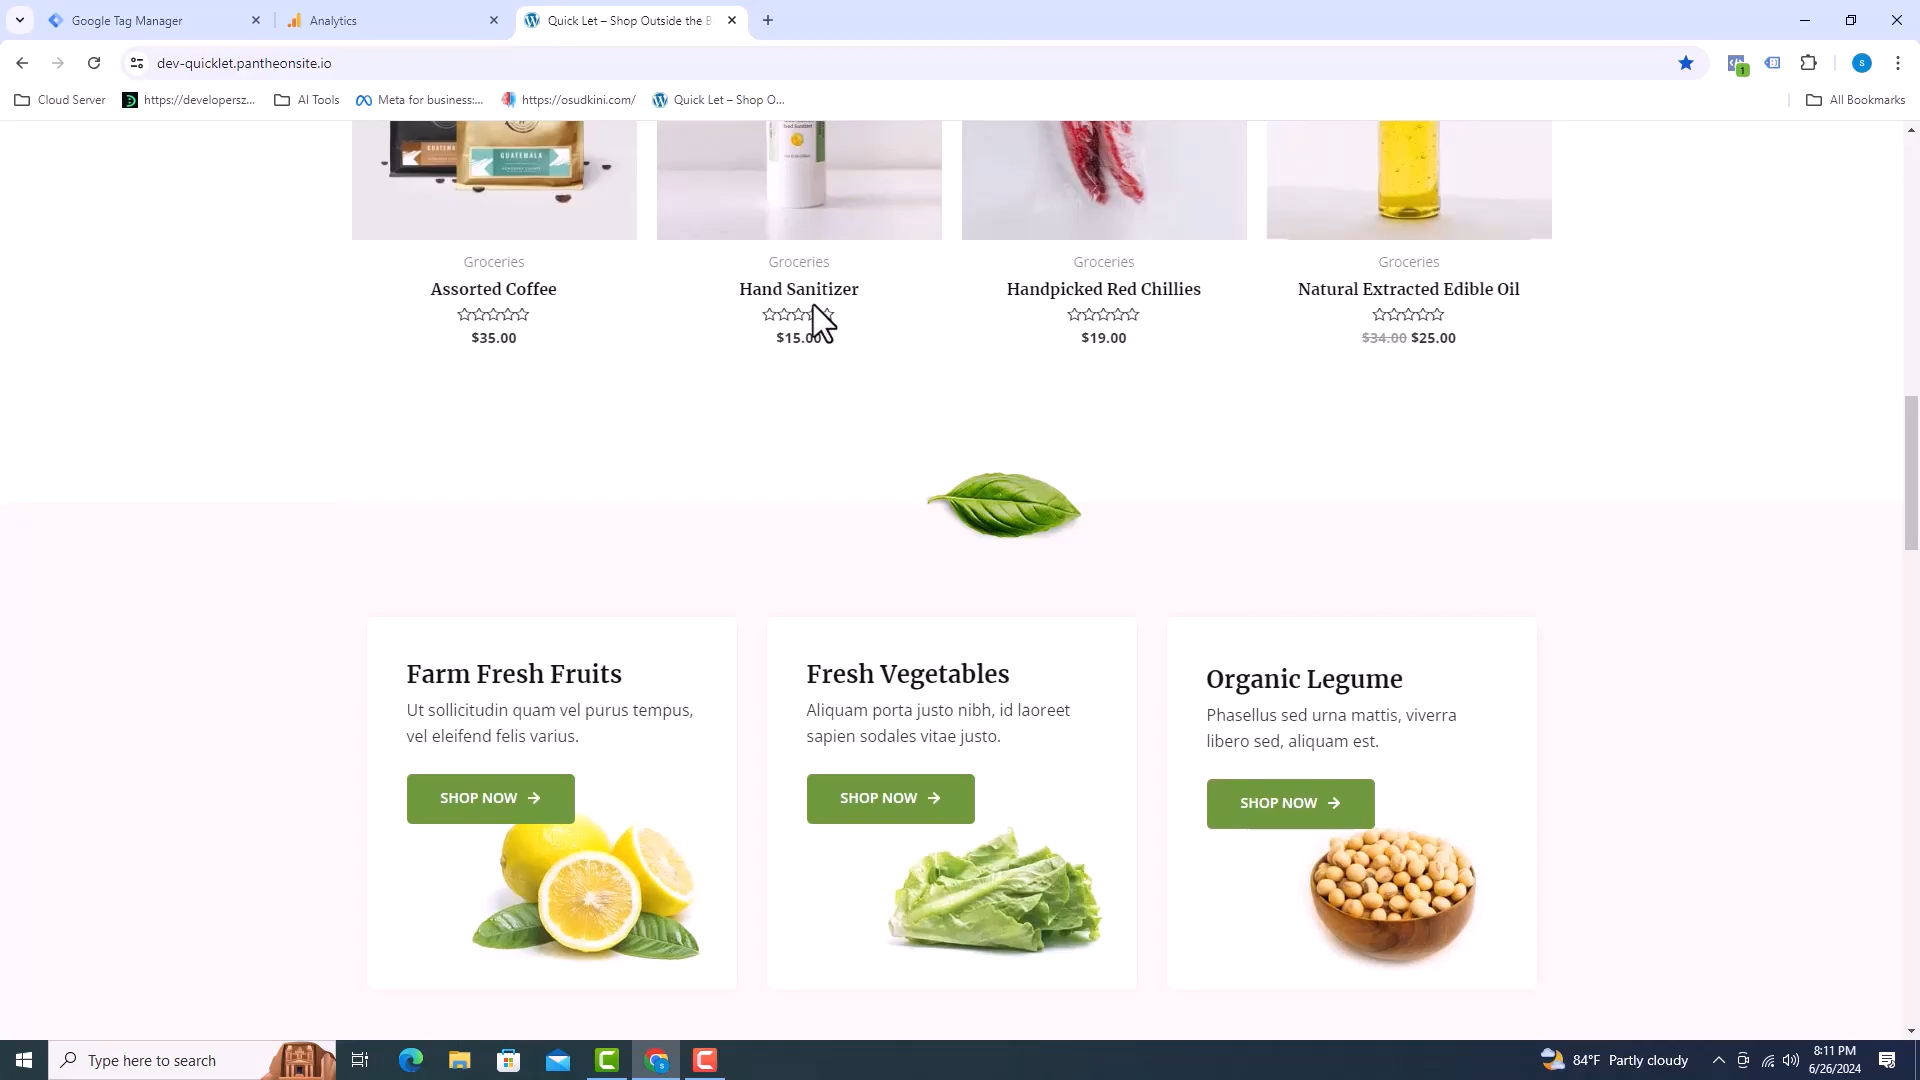 Google Tag Manager
Analytics
Quick Let – Shop Outside the B
dev-quicklet.pantheonsite.io
1
S
Cloud Server
https://developersz...
AI Tools
Meta for business:...
https://osudkini.com/
Quick Let – Shop O...
All Bookmarks
GUATEMALA
GUATEMALA
Groceries
Groceries
Groceries
Groceries
Assorted Coffee
Hand Sanitizer
Handpicked Red Chillies
Natural Extracted Edible Oil
$35.00
$15.00
$19.00
$34.00 $25.00
Farm Fresh Fruits
Ut sollicitudin quam vel purus tempus,
vel eleifend felis varius.
SHOP NOW
Fresh Vegetables
Aliquam porta justo nibh, id laoreet
sapien sodales vitae justo.
SHOP NOW
Organic Legume
Phasellus sed urna mattis, viverra
libero sed, aliquam est.
SHOP NOW
Type here to search
84°F Partly cloudy
8:11 PM
6/26/2024